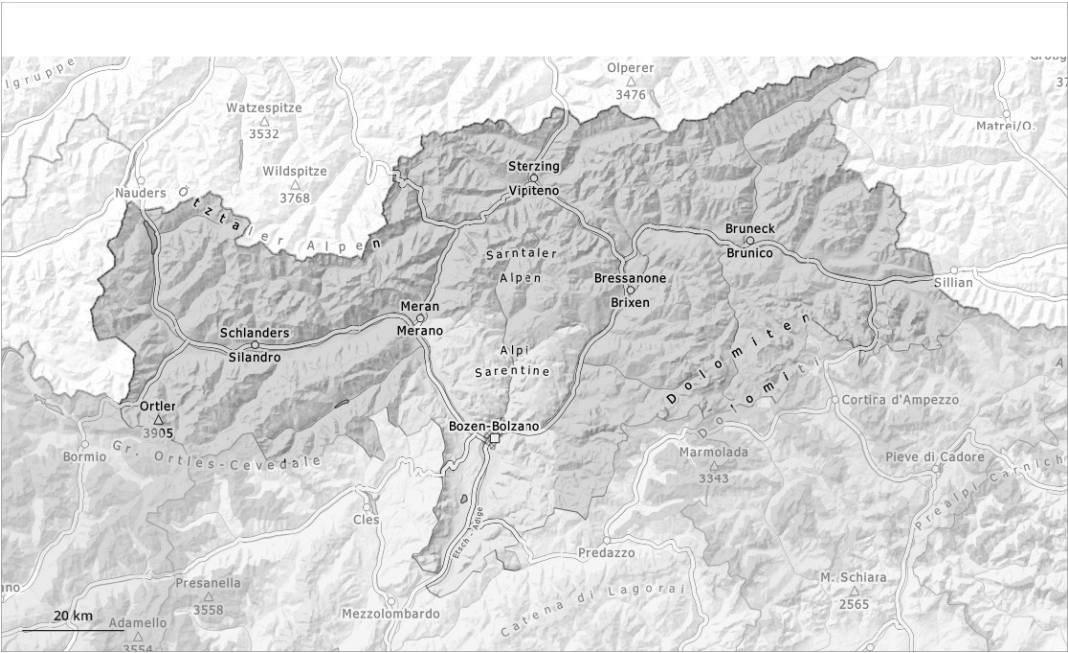 lgruppe
Olperer
3476
Watzespitze
3532
Matrei/O.
Wildspitze
3768
Nauders
Ötztaler Alpen
Sterzing
Vipiteno
Sarntaler
Alpen
Bruneck
Brunico
Sillian
Bressanone
Brixen
Meran
Merano
Schlanders
Silandro
Alpi
Sarentine
Dolomiten
Dolomiti
Ortler
3905
Cortira d'Ampezzo
Bozen-Bolzano
Gr. Ortles-Cevedale
Bormio
Marmolada
3343
Pieve di Cadore
Prealpi Carnich
Cles
Etsch - Adige
Predazzo
Presanella
3558
M. Schiara
2565
Catena di Lagorai
Mezzolombardo
20 km
Adamello
3554